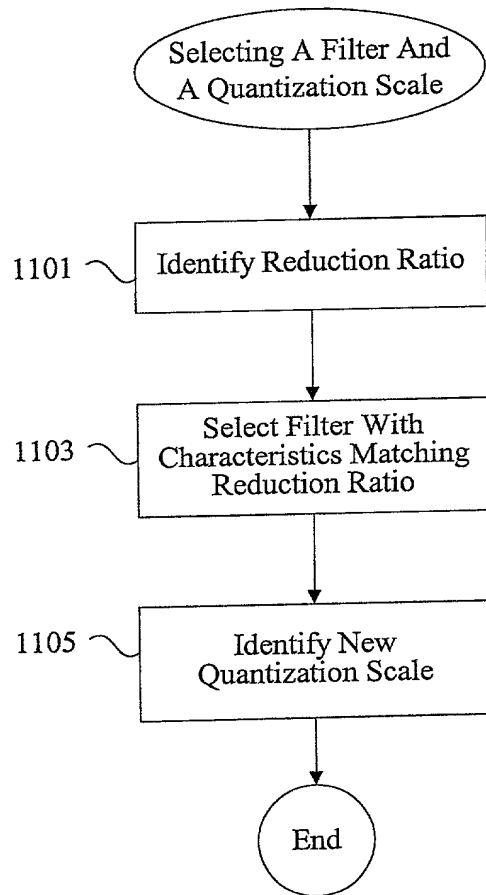 Selecting A Filter And
A Quantization Scale
1101
Identify Reduction Ratio
1103
Select Filter With
Characteristics Matching
Reduction Ratio
1105
Identify New
Quantization Scale
End